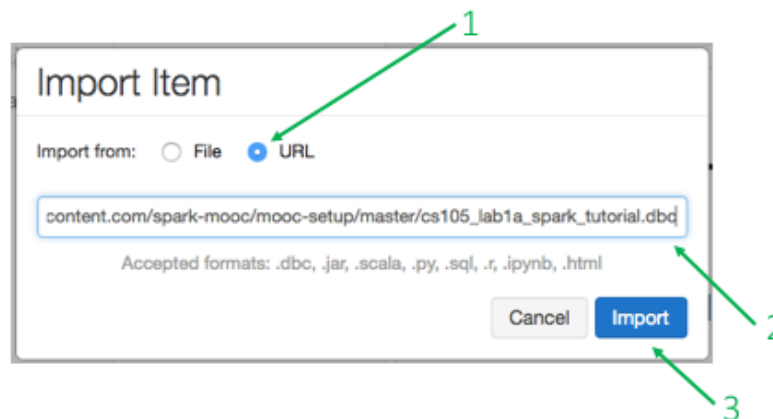 1
Import Item
Import from: File URL
content.com/spark-mooc/mooc-setup/master/cs105_lab1a_spark_tutorial.dbc
Accepted formats: .dbc, .jar, .scala, .py, .sql, .r, .ipynb, .html
Cancel Import
2
3